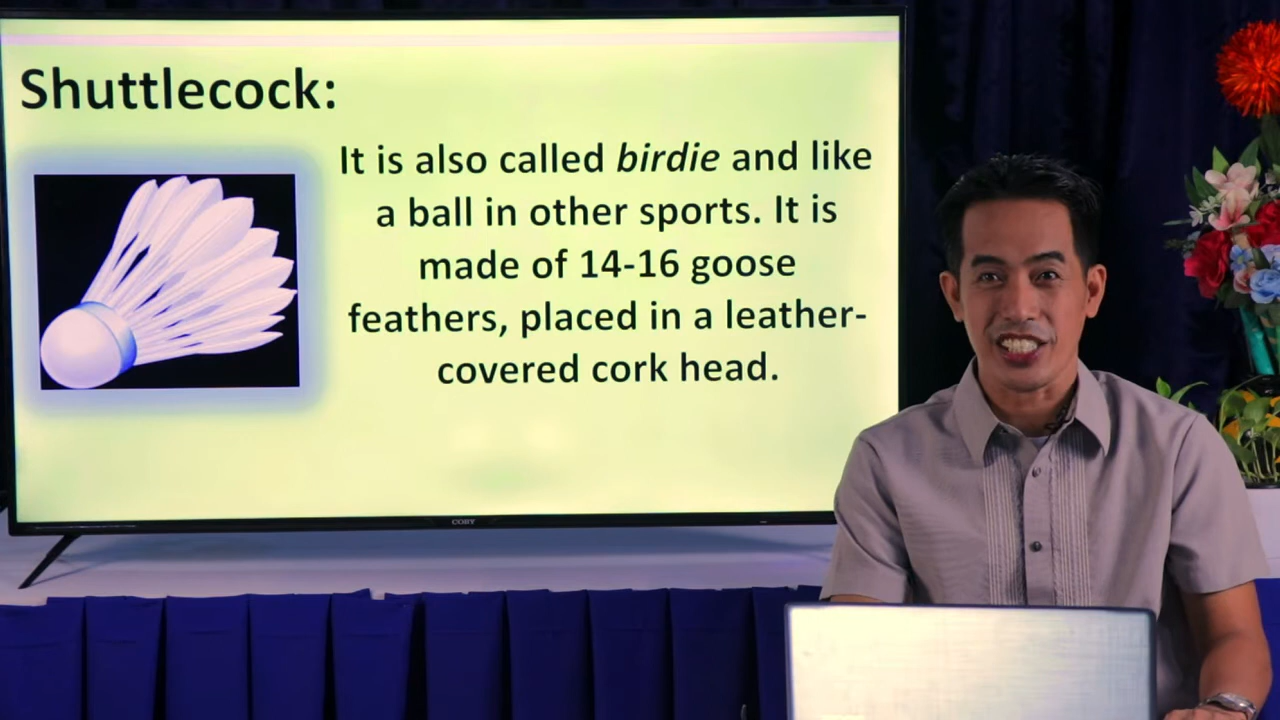 Shuttlecock:
It is also called birdie and like
a ball in other sports. It is
made of 14-16 goose
feathers, placed in a leather-
covered cork head.
CORY